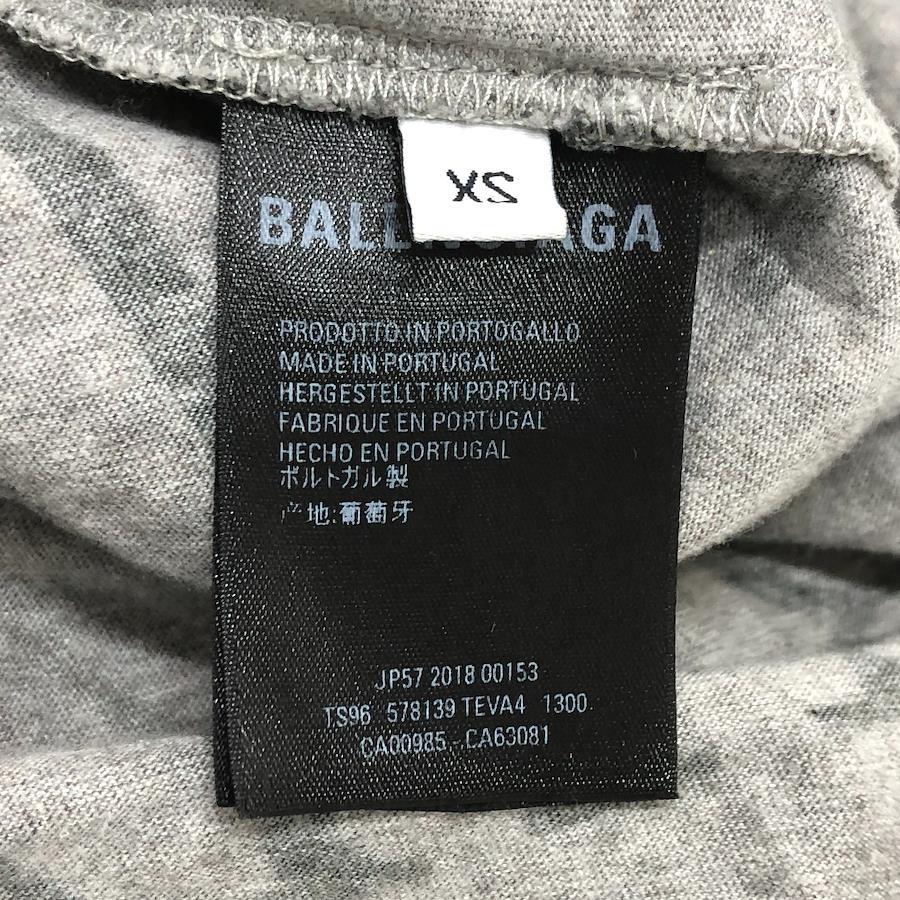 XS
BALENCIAGA
PRODOTTO IN PORTOGALLO
MADE IN PORTUGAL
HERGESTELLT IN PORTUGAL
FABRIQUE EN PORTUGAL
HECHO EN PORTUGAL
ポルトガル製
产地:葡萄牙
JP57 2018 00153
TS96 578139 TEVA4 1300
CA00985 - CA63081